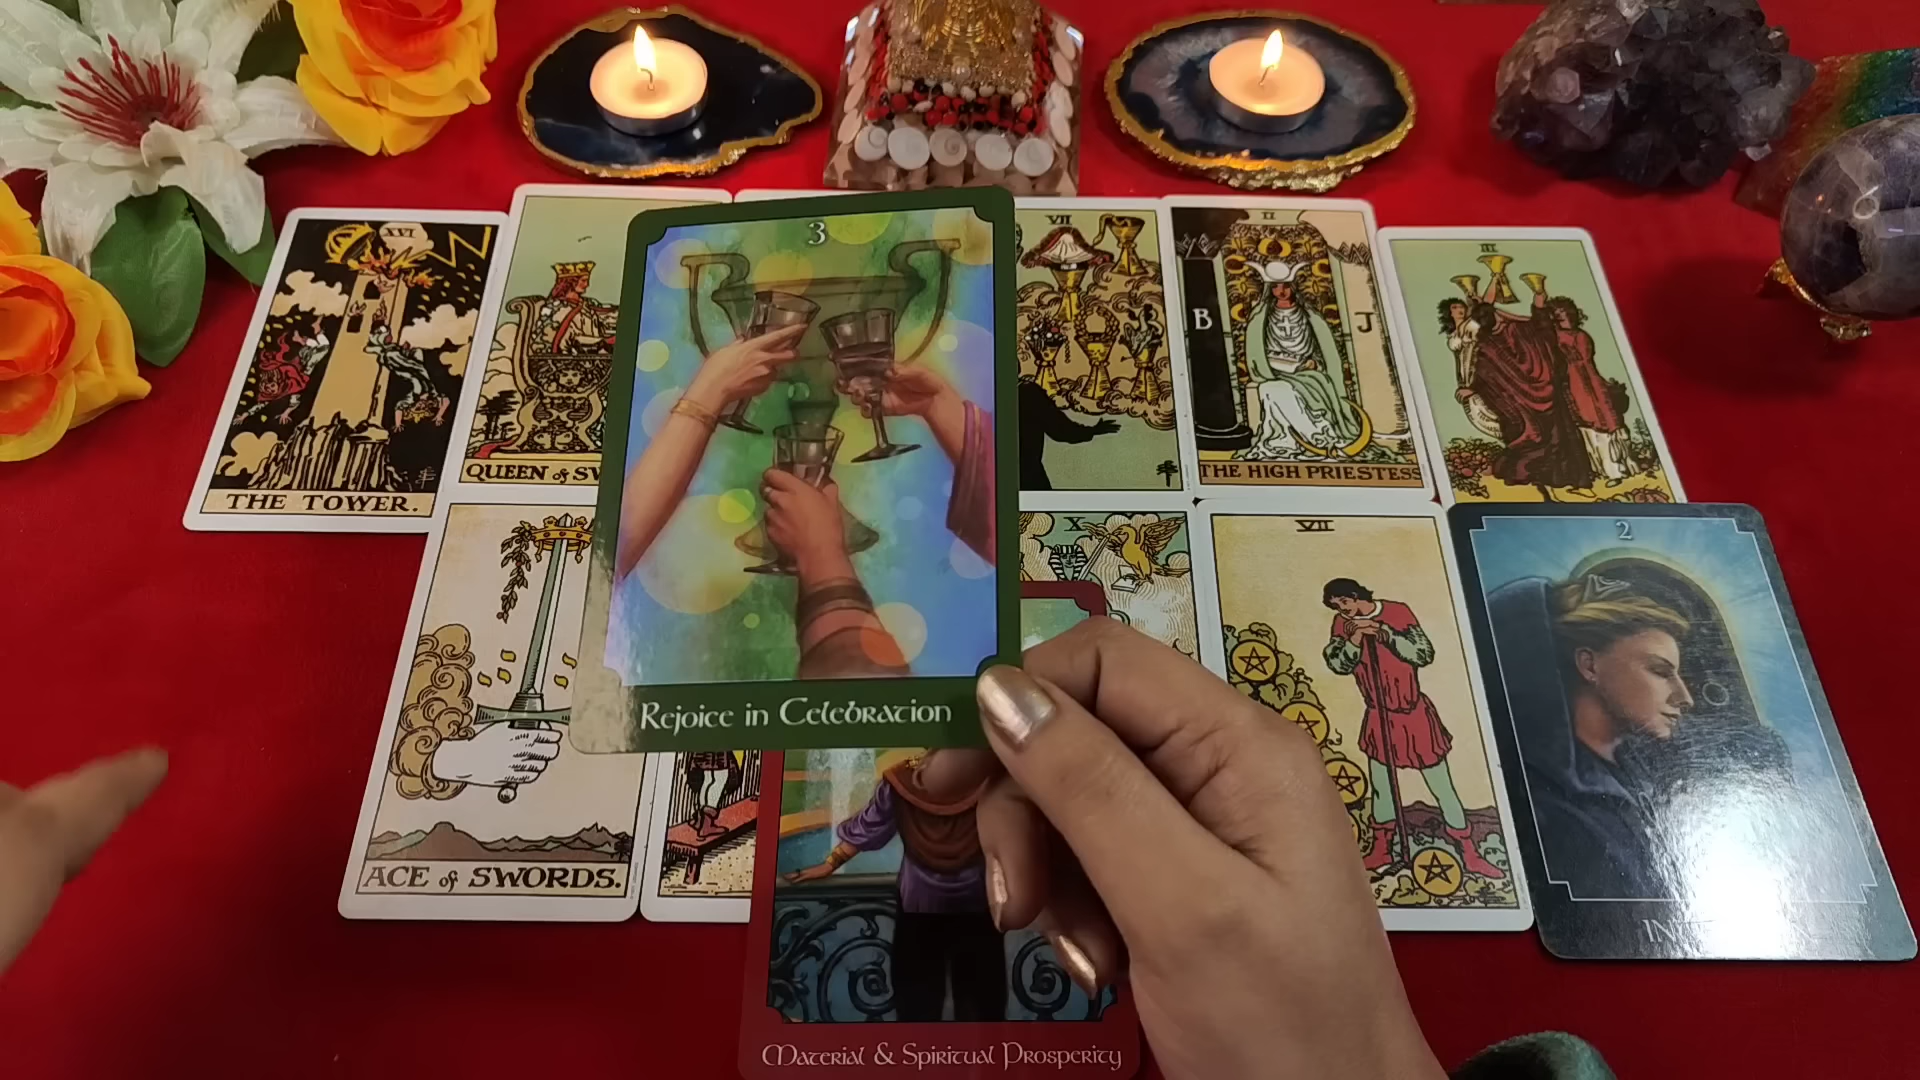 XVI
THE TOWER.
QUEEN of SW
3
Rejoice in Celebration
VII
II
B
J
THE HIGH PRIESTESS
III
ACE of SWORDS.
X
VII
2
Material & Spiritual Prosperity